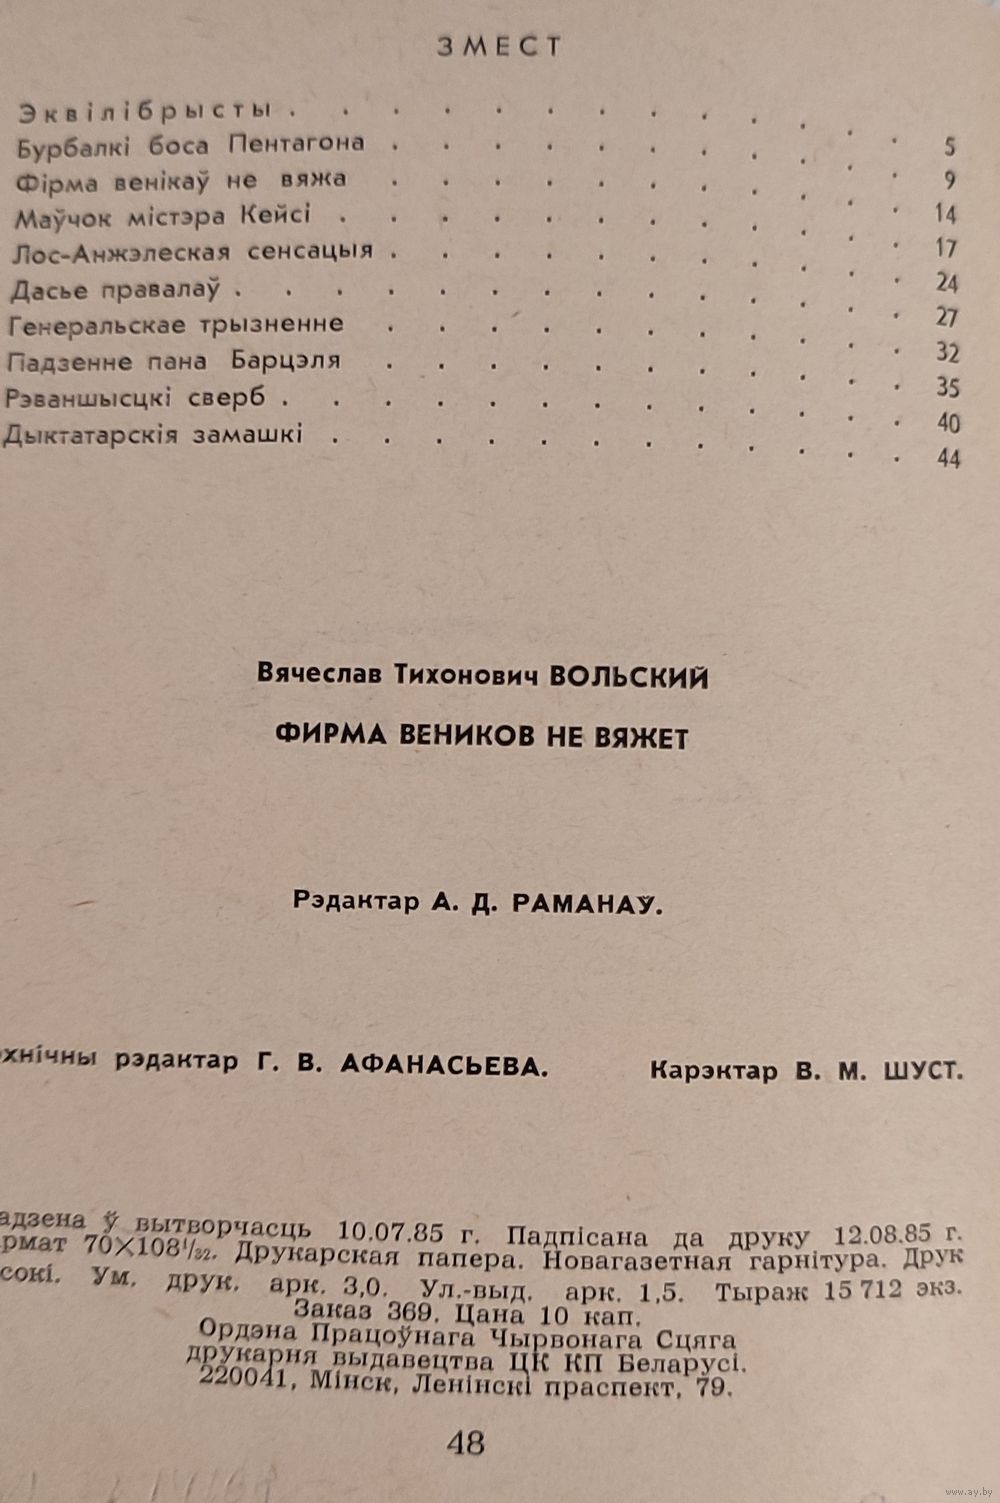 ЗМЕСТ
Эквілібрысты . . . . . . . . . . . . 5
Бурбалкі боса Пентагона . . . . . . . . . . 9
Фірма венікаў не вяжа . . . . . . . . . . 14
Маўчок містэра Кейсі . . . . . . . . . . . 17
Лос-Анжэлеская сенсацыя . . . . . . . . . . 24
Дасье правалаў . . . . . . . . . . . . . 27
Генеральскае трызненне . . . . . . . . . . 32
Падзенне пана Барцэля . . . . . . . . . . 35
Рэваншысцкі сверб . . . . . . . . . . . . 40
Дыктатарскія замашкі . . . . . . . . . . . 44
Вячеслав Тихонович ВОЛЬСКИЙ
ФИРМА ВЕНИКОВ НЕ ВЯЖЕТ
Рэдактар А. Д. РАМАНАЎ.
эхнічны рэдактар Г. В. АФАНАСЬЕВА. Карэктар В. М. ШУСТ.
адзена ў вытворчасць 10.07.85 г. Падпісана да друку 12.08.85 г.
рмат 70×108¹/₃₂. Друкарская папера. Новагазетная гарнітура. Друк
сокі. Ум. друк. арк. 3,0. Ул.-выд. арк. 1,5. Тыраж 15 712 экз.
Заказ 369. Цана 10 кап.
Ордэна Працоўнага Чырвонага Сцяга
друкарня выдавецтва ЦК КП Беларусі.
220041, Мінск, Ленінскі праспект, 79.
48
www.ay.by